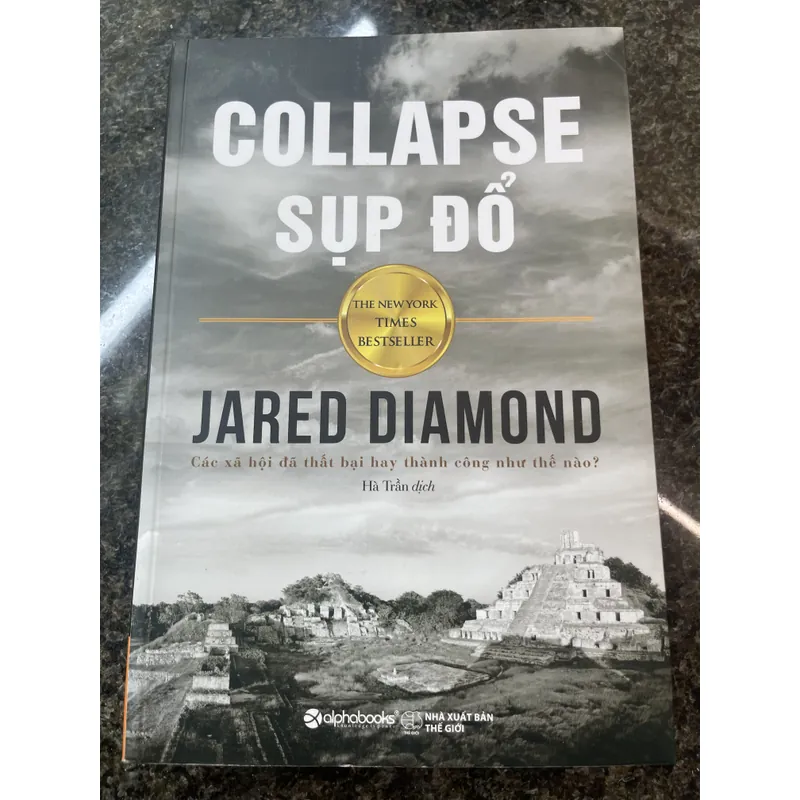 COLLAPSE
SỤP ĐỔ
THE NEW YORK
TIMES
BESTSELLER
JARED DIAMOND
Các xã hội đã thất bại hay thành công như thế nào?
Hà Trần dịch
alphabooks
NHÀ XUẤT BẢN
THẾ GIỚI